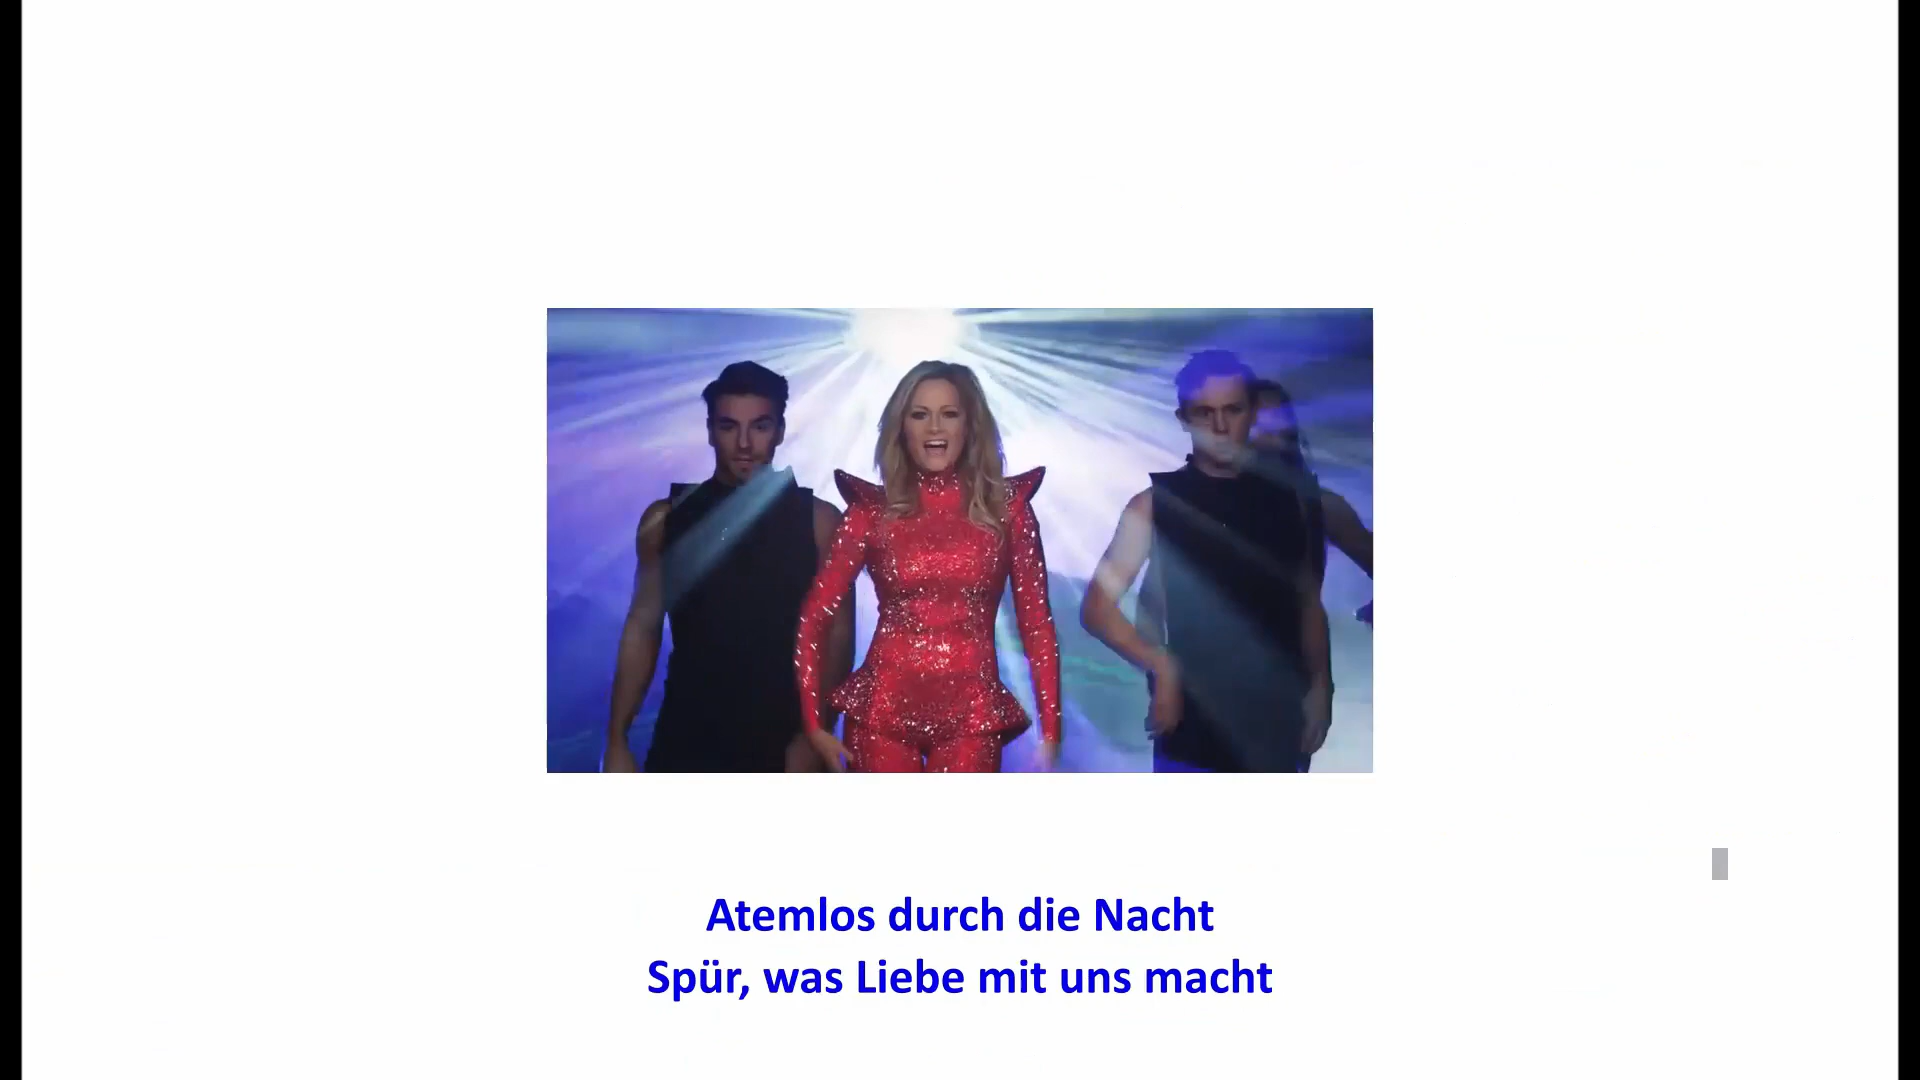 Atemlos durch die Nacht
Spür, was Liebe mit uns macht